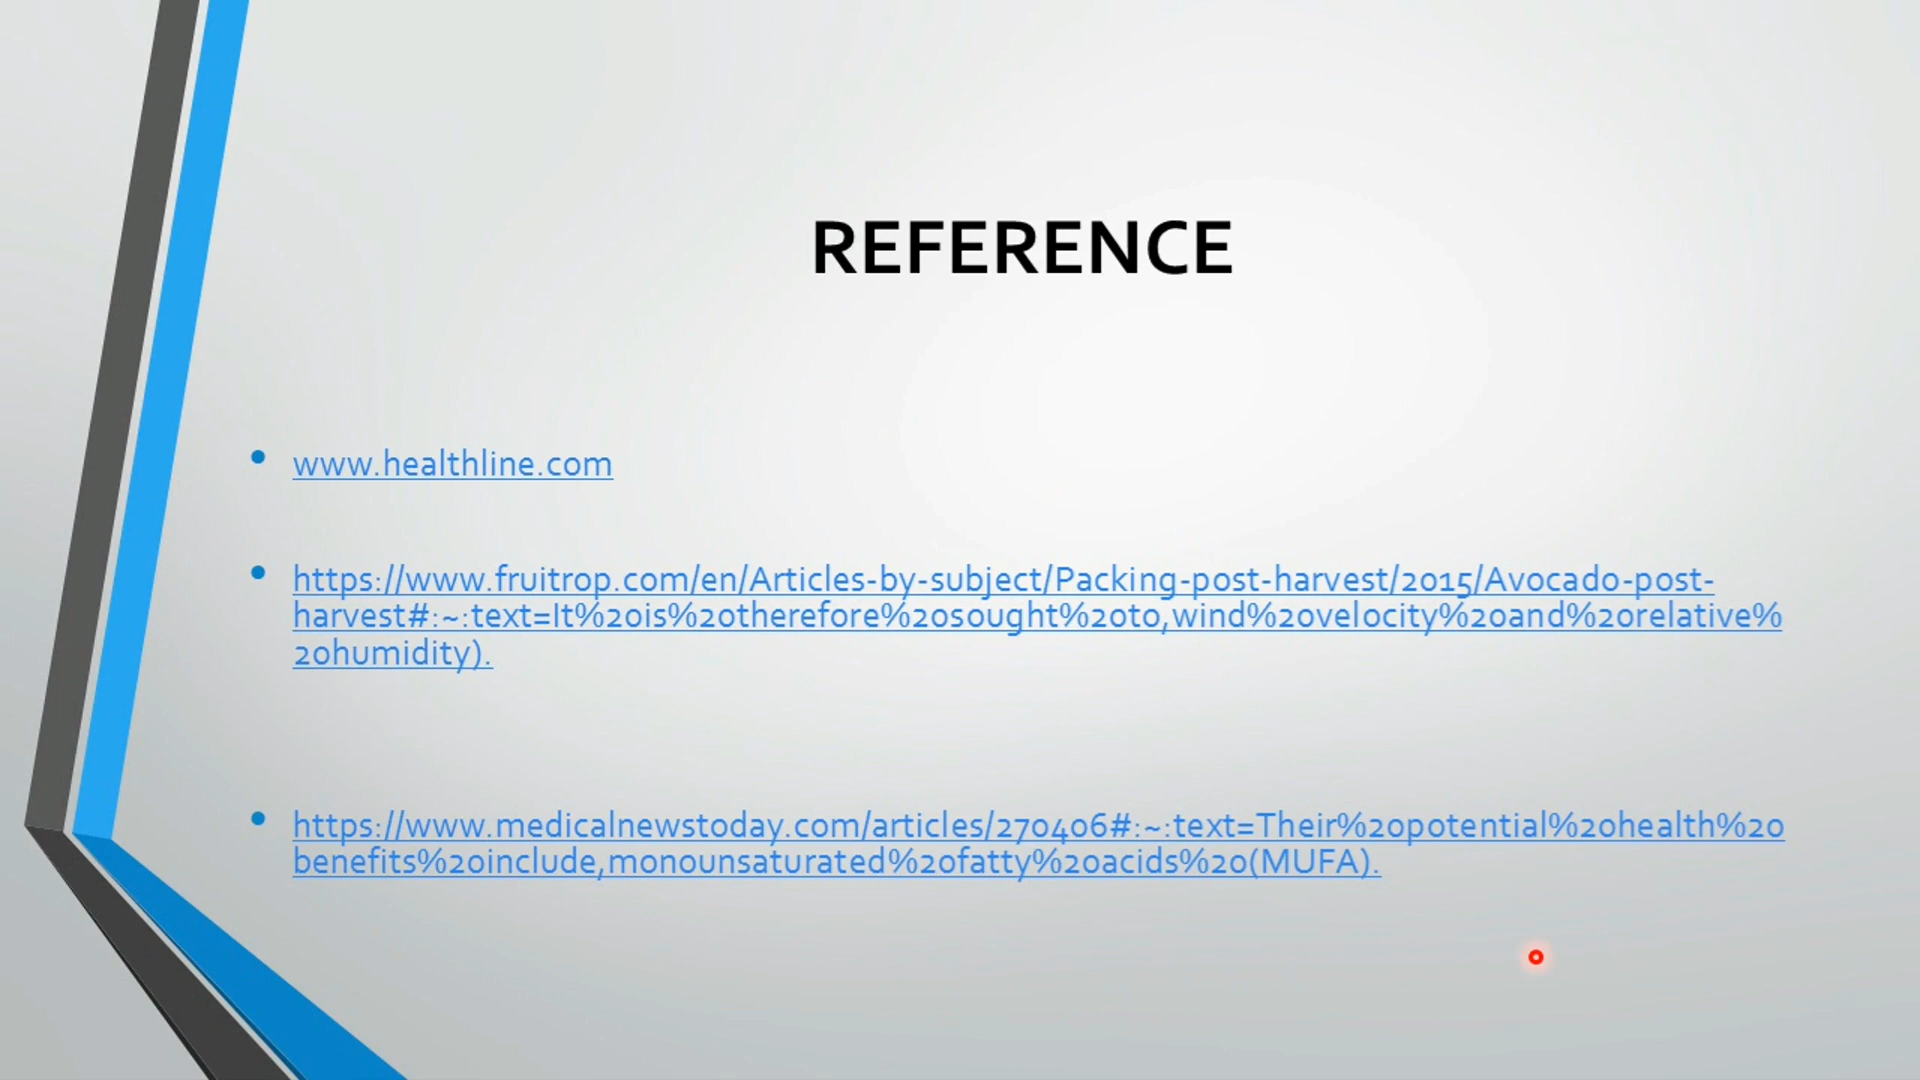 REFERENCE
www.healthline.com
https://www.fruitrop.com/en/Articles-by-subject/Packing-post-harvest/2015/Avocado-post-
harvest#:~:text=It%20is%20therefore%20sought%20to,wind%20velocity%20and%20relative%
20humidity).
https://www.medicalnewstoday.com/articles/270406#:~:text=Their%20potential%20health%20
benefits%20include,monounsaturated%20fatty%20acids%20(MUFA).